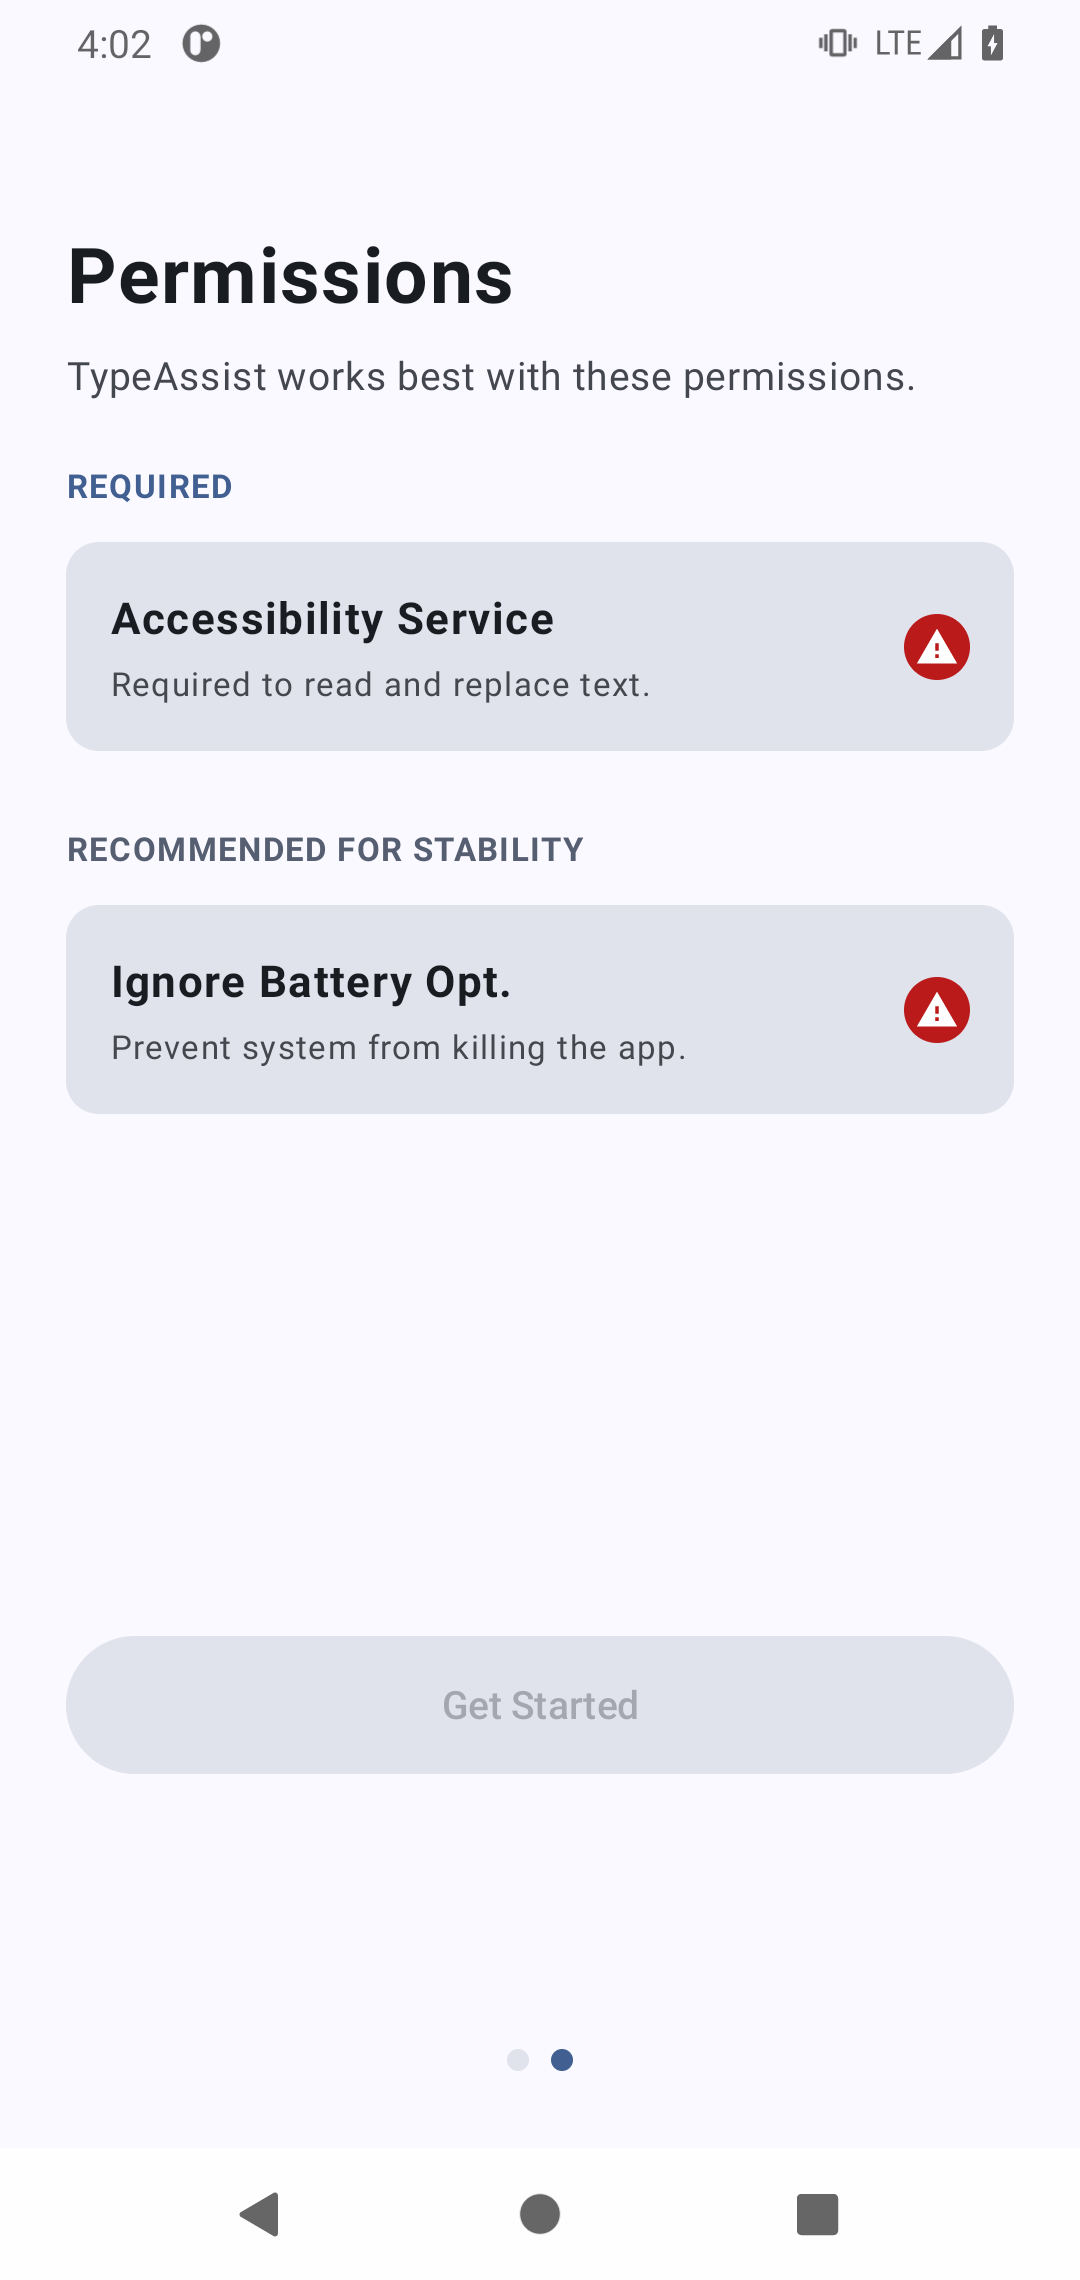 4:02
LTE
Permissions
TypeAssist works best with these permissions.
REQUIRED
Accessibility Service
Required to read and replace text.
RECOMMENDED FOR STABILITY
Ignore Battery Opt.
Prevent system from killing the app.
Get Started